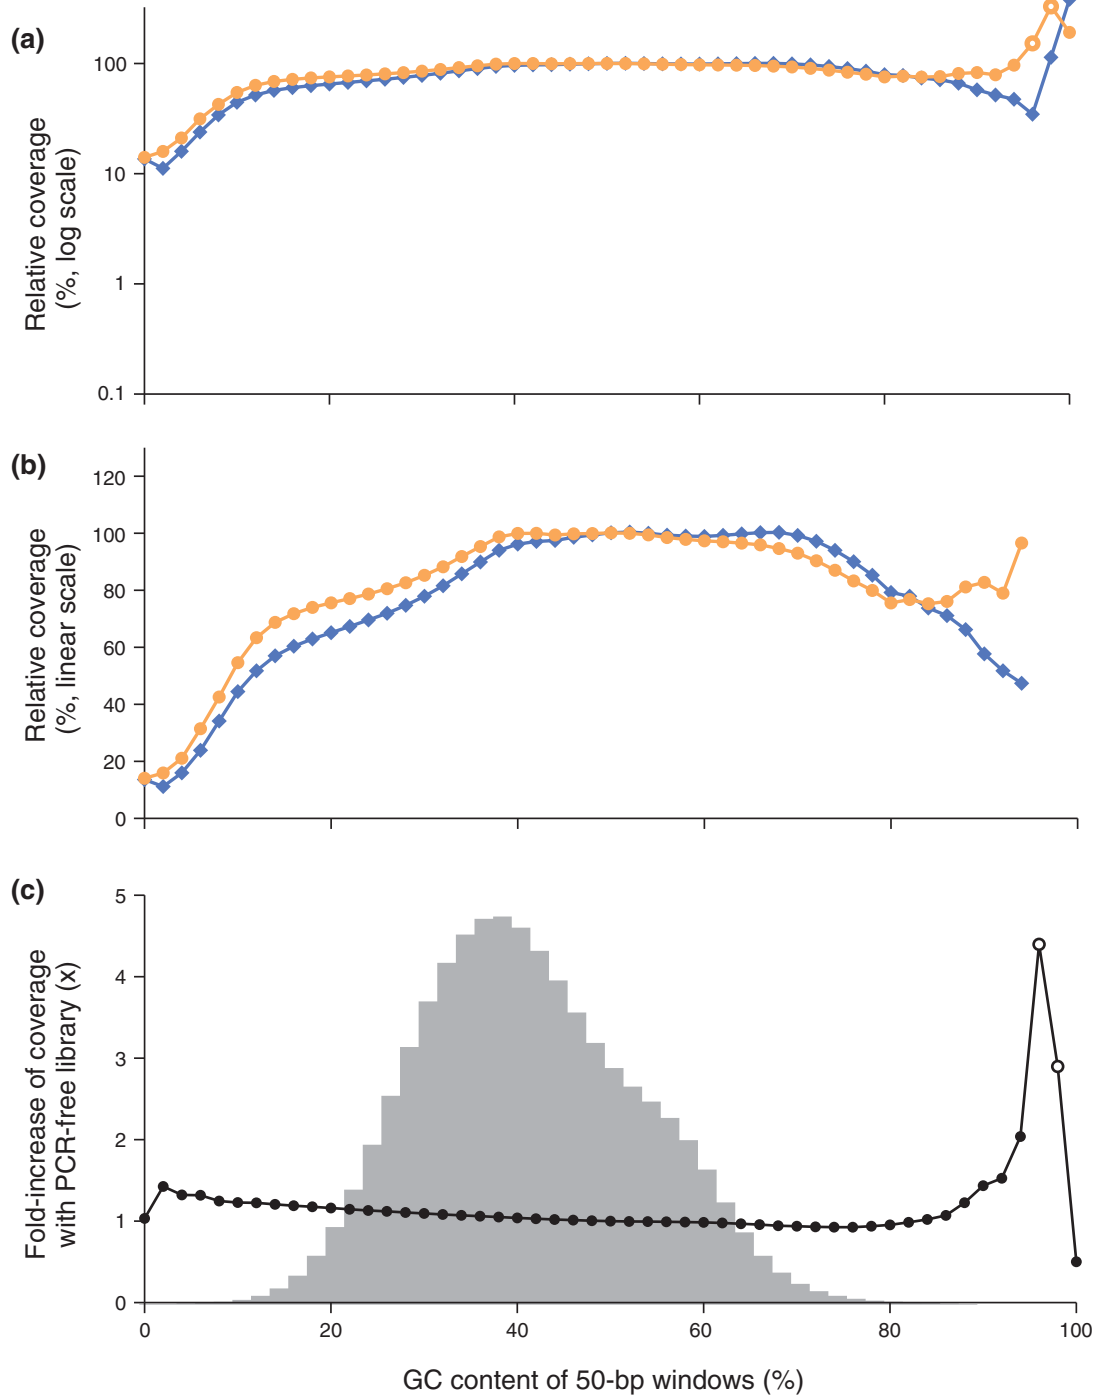 (a)
Relative coverage
(%, log scale)
100
10
1
0.1
(b)
Relative coverage
(%, linear scale)
120
100
80
60
40
20
0
(c)
Fold-increase of coverage
with PCR-free library (x)
5
4
3
2
1
0
0 20 40 60 80 100
GC content of 50-bp windows (%)